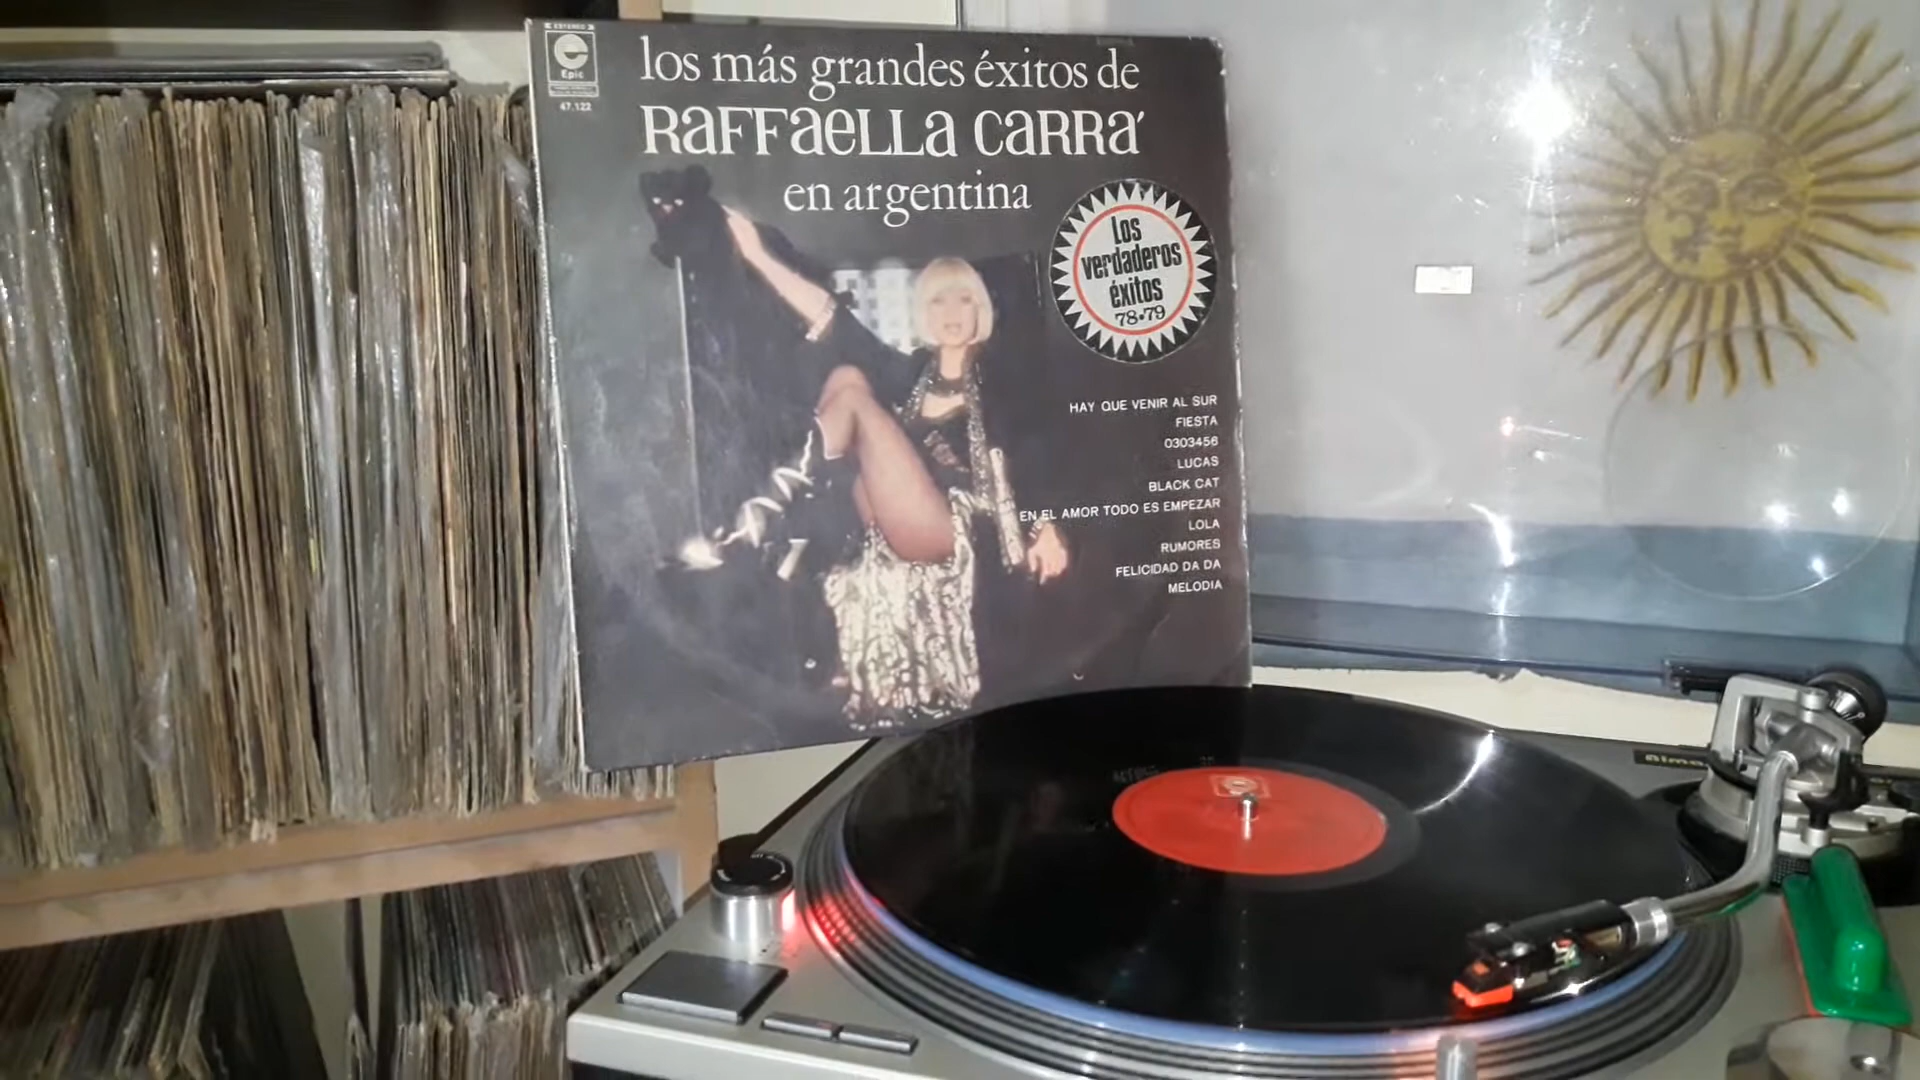 ESTEREO
e
Epic
47.122
los más grandes éxitos de
RAFFAELLA CARRA'
en argentina
Los
verdaderos
éxitos
78•79
HAY QUE VENIR AL SUR
FIESTA
0303456
LUCAS
BLACK CAT
EN EL AMOR TODO ES EMPEZAR
LOLA
RUMORES
FELICIDAD DA DA
MELODIA